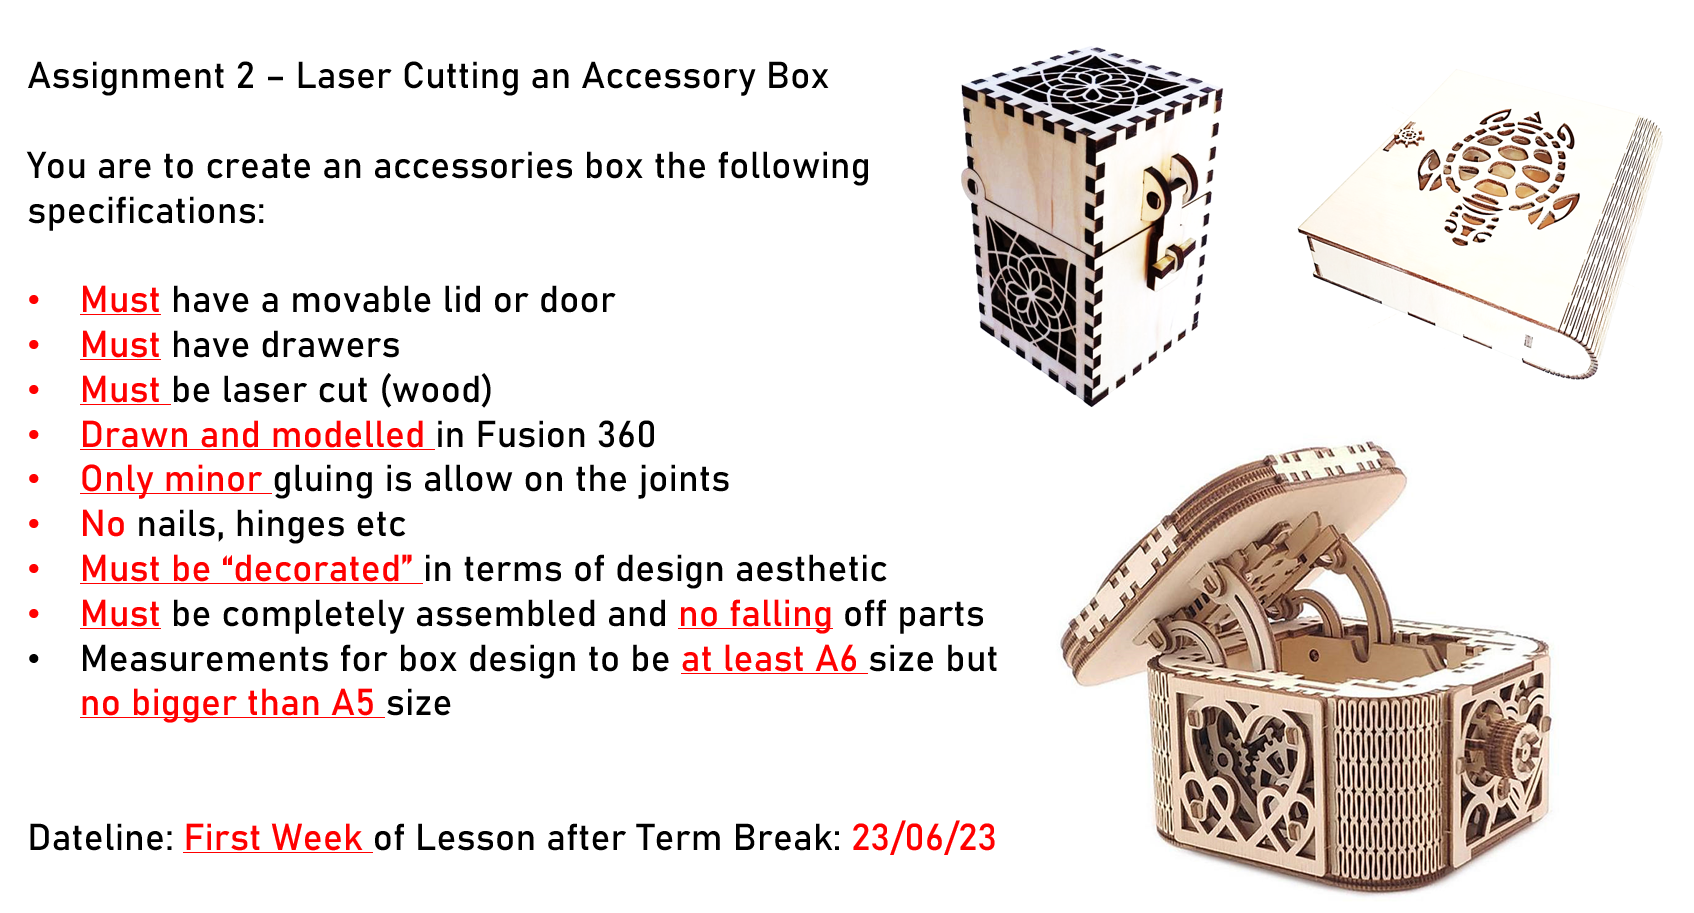 Assignment 2 – Laser Cutting an Accessory Box
You are to create an accessories box the following
specifications:
• Must have a movable lid or door
• Must have drawers
• Must be laser cut (wood)
• Drawn and modelled in Fusion 360
• Only minor gluing is allow on the joints
• No nails, hinges etc
• Must be “decorated” in terms of design aesthetic
• Must be completely assembled and no falling off parts
• Measurements for box design to be at least A6 size but
no bigger than A5 size
Dateline: First Week of Lesson after Term Break: 23/06/23